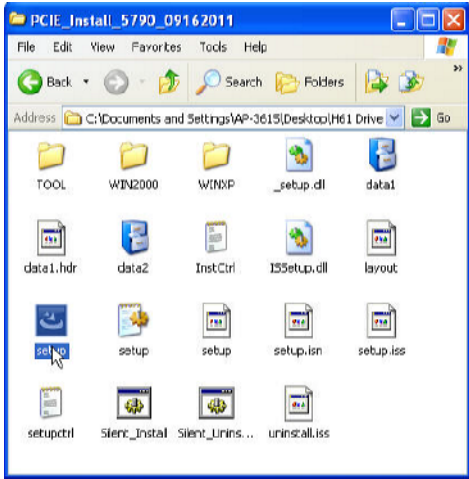 PCIE_Install_5790_09162011
File Edit View Favorites Tools Help
Back Search Folders »
Address C:\Documents and Settings\AP-3615\Desktop\H61 Drive Go
TOOL WIN2000 WINXP _setup.dll data1
data1.hdr data2 InstCtrl ISSetup.dll layout
setup setup setup setup.isn setup.iss
setupctrl Silent_Install Silent_Unins... uninstall.iss